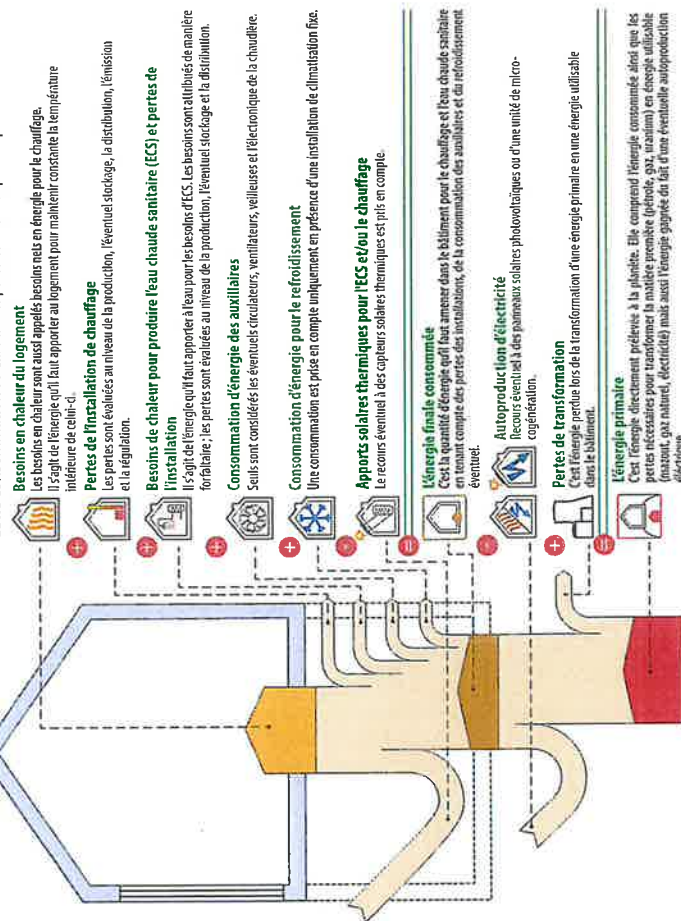 Besoins en chaleur du logement
Les besoins en chaleur sont aussi appelés besoins nets en énergie pour le chauffage.
Il s'agit de l'énergie qu'il faut apporter au logement pour maintenir constante la température
intérieure de celui-ci.
Pertes de l'installation de chauffage
Les pertes sont évaluées au niveau de la production, l'éventuel stockage, la distribution, l'émission
et la régulation.
Besoins de chaleur pour produire l'eau chaude sanitaire (ECS) et pertes de
l'installation
Il s'agit de l'énergie qu'il faut apporter à l'eau pour les besoins d'ECS. Les besoins sont attribués de manière
forfaitaire ; les pertes sont évaluées au niveau de la production, l'éventuel stockage et la distribution.
Consommation d'énergie des auxiliaires
Seuls sont considérés les éventuels circulateurs, ventilateurs, veilleuses et l'électronique de la chaudière.
Consommation d'énergie pour le refroidissement
Une consommation est prise en compte uniquement en présence d'une installation de climatisation fixe.
Apports solaires thermiques pour l'ECS et/ou le chauffage
Le recours éventuel à des capteurs solaires thermiques est pris en compte.
L'énergie finale consommée
C'est la quantité d'énergie qu'il faut amener dans le bâtiment pour le chauffage et l'eau chaude sanitaire
en tenant compte des pertes des installations, de la consommation des auxiliaires et du refroidissement
éventuel.
Autoproduction d'électricité
Recours éventuel à des panneaux solaires photovoltaïques ou d'une unité de micro-
cogénération.
Pertes de transformation
C'est l'énergie perdue lors de la transformation d'une énergie primaire en une énergie utilisable
dans le bâtiment.
L'énergie primaire
C'est l'énergie directement prélevée à la planète. Elle comprend l'énergie consommée ainsi que les
pertes nécessaires pour transformer la matière première (pétrole, gaz, uranium) en énergie utilisable
(mazout, gaz naturel, électricité) mais aussi l'énergie gagnée du fait d'une éventuelle autoproduction
électrique